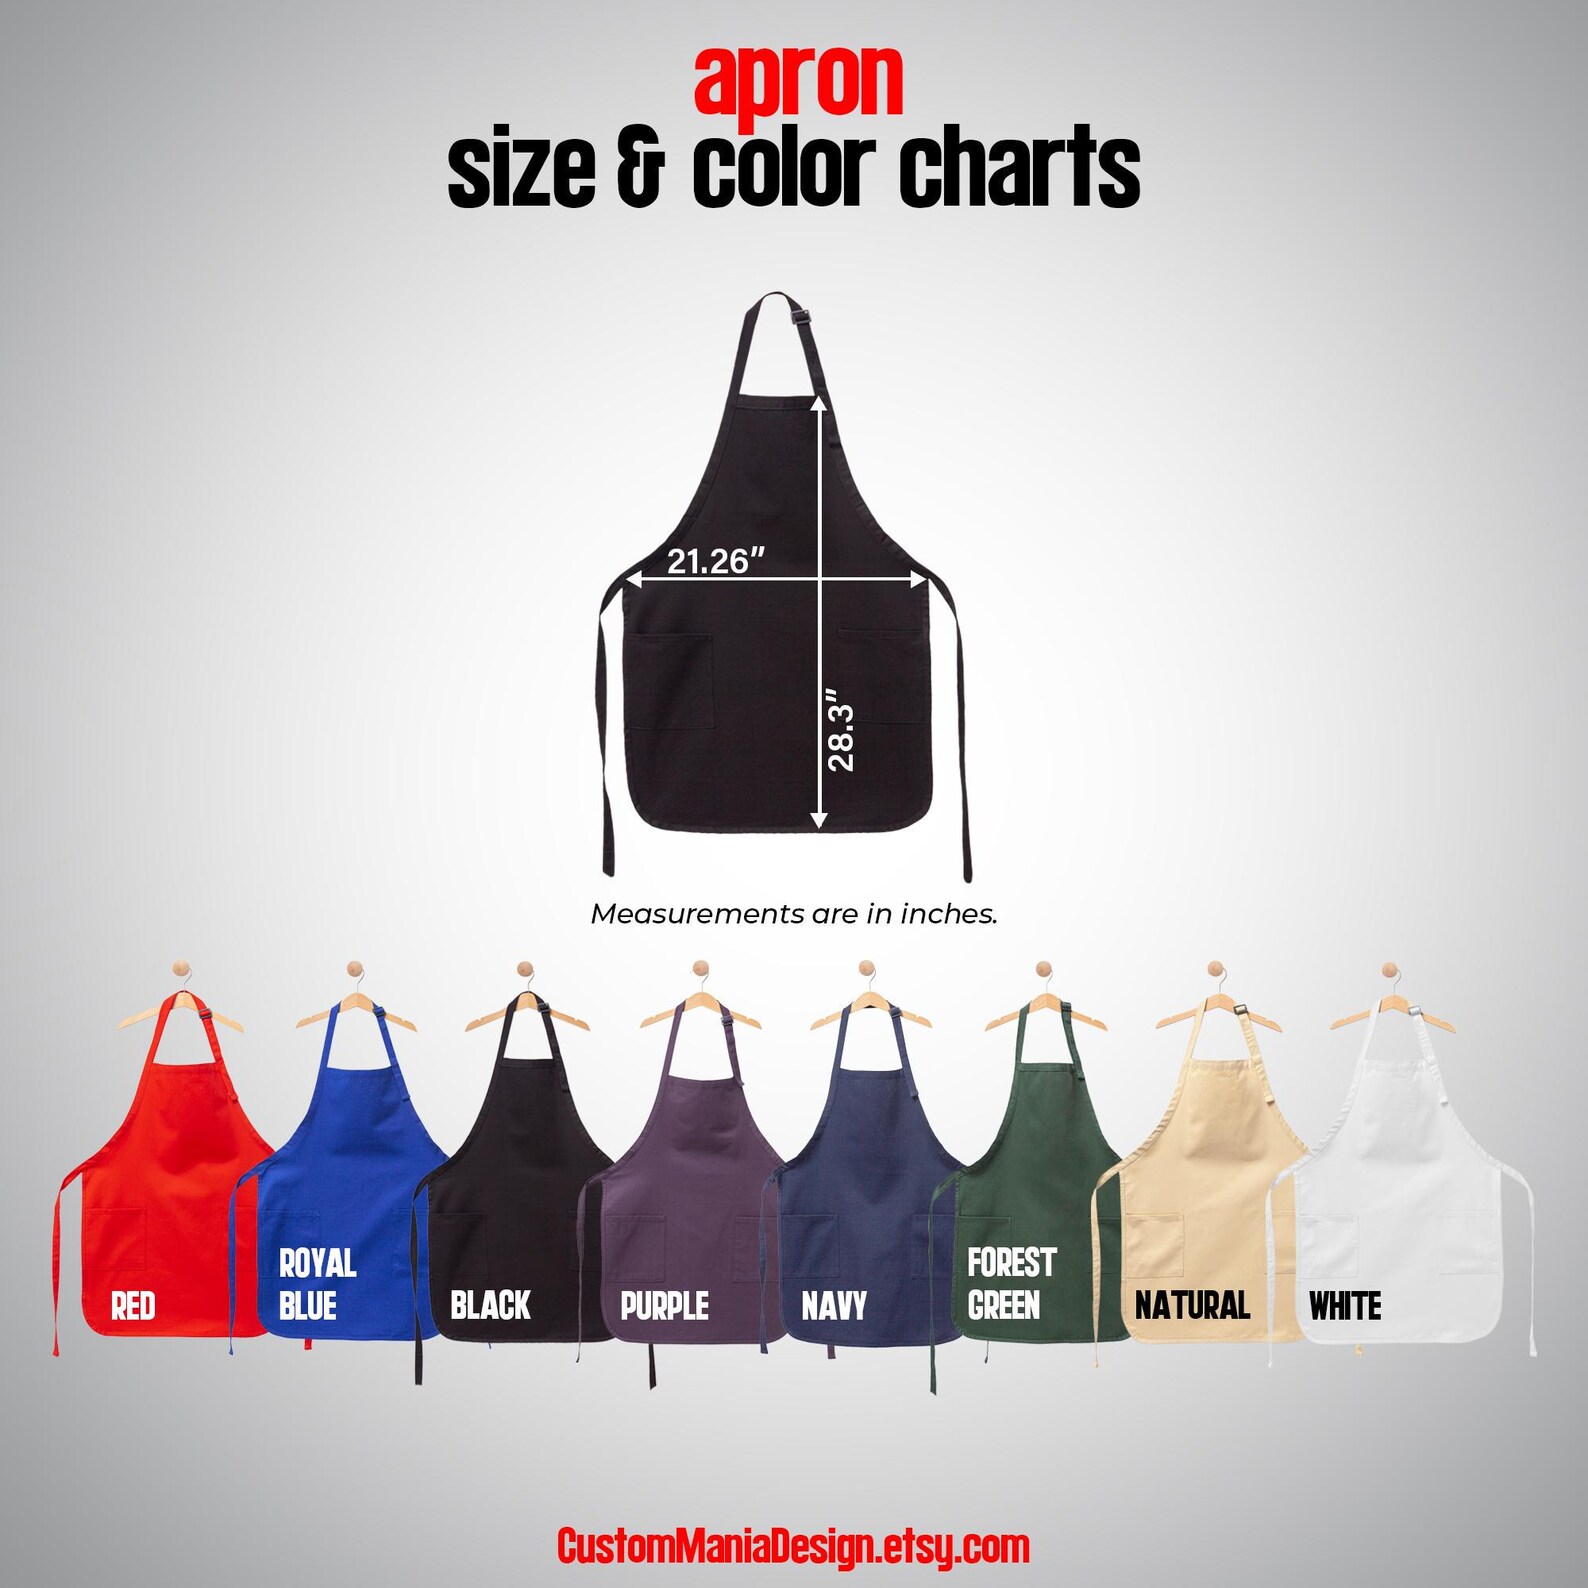 apron
size & color charts
21.26”
28.3”
Measurements are in inches.
RED
ROYAL
BLUE
BLACK
PURPLE
NAVY
FOREST
GREEN
NATURAL
WHITE
CustomManiaDesign.etsy.com